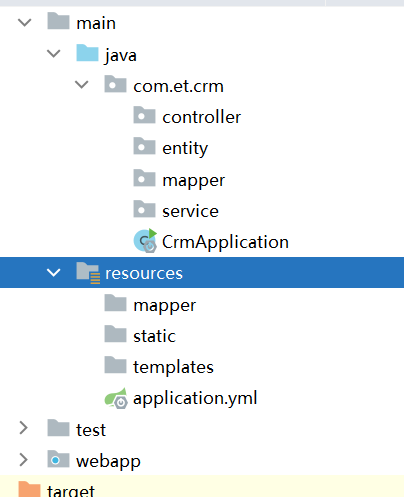 main
java
com.et.crm
controller
entity
mapper
service
CrmApplication
resources
mapper
static
templates
application.yml
test
webapp
target